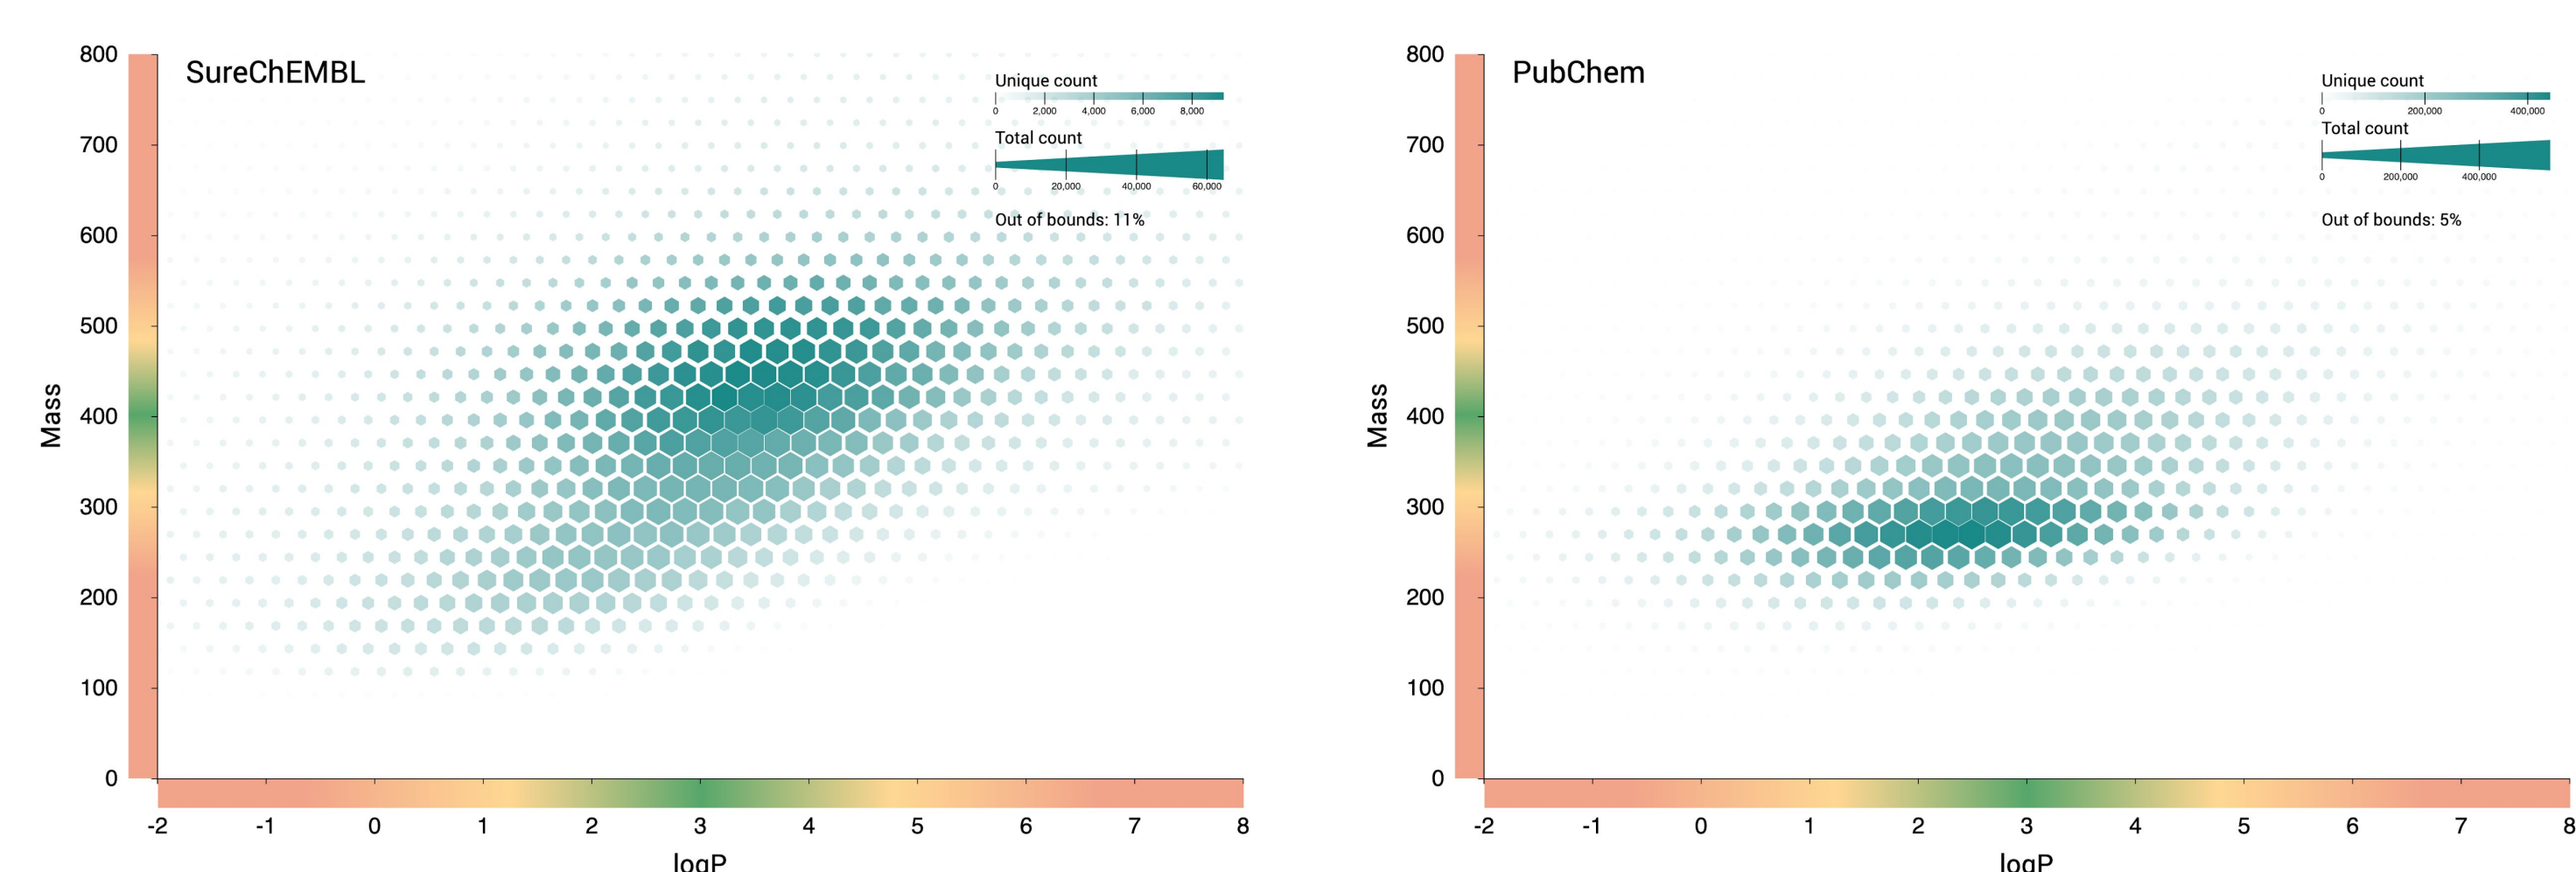 SureChEMBL
Unique count
0 2,000 4,000 6,000 8,000
Total count
0 20,000 40,000 60,000
Out of bounds: 11%
800
700
600
500
400
300
200
100
0
Mass
-2 -1 0 1 2 3 4 5 6 7 8
logP
PubChem
Unique count
0 200,000 400,000
Total count
0 200,000 400,000
Out of bounds: 5%
800
700
600
500
400
300
200
100
0
Mass
-2 -1 0 1 2 3 4 5 6 7 8
logP